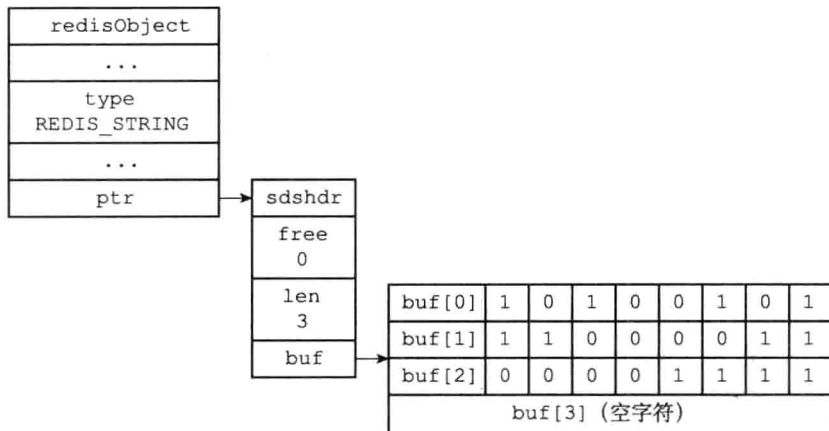 redisObject
...
type
REDIS_STRING
...
ptr
sdshdr
free
0
len
3
buf
buf[0] 1 0 1 0 0 1 0 1
buf[1] 1 1 0 0 0 0 1 1
buf[2] 0 0 0 0 1 1 1 1
buf[3] (空字符)